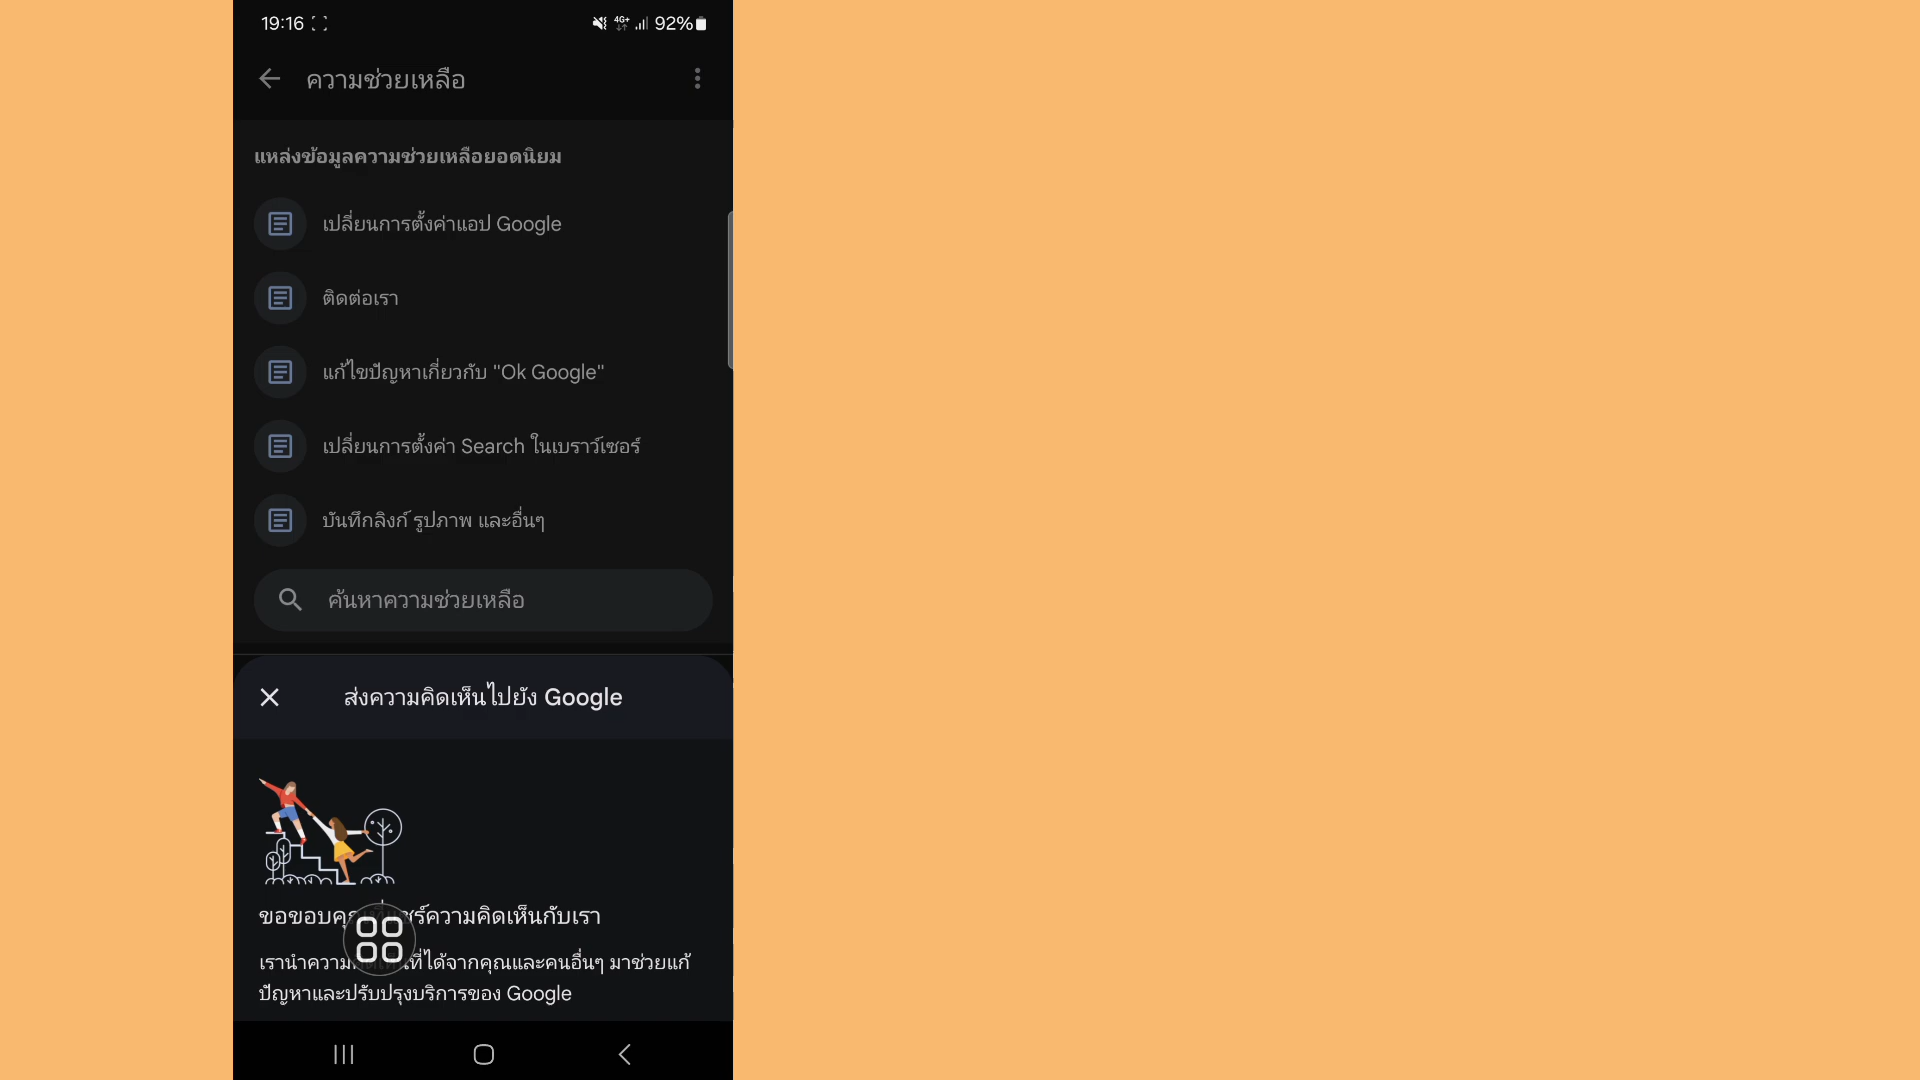 19:16 4G+ 92%
ความช่วยเหลือ
แหล่งข้อมูลความช่วยเหลือยอดนิยม
เปลี่ยนการตั้งค่าแอป Google
ติดต่อเรา
แก้ไขปัญหาเกี่ยวกับ "Ok Google"
เปลี่ยนการตั้งค่า Search ในเบราว์เซอร์
บันทึกลิงก์ รูปภาพ และอื่นๆ
ค้นหาความช่วยเหลือ
ส่งความคิดเห็นไปยัง Google
ขอขอบคุณที่แชร์ความคิดเห็นกับเรา
เรานำความคิดเห็นที่ได้จากคุณและคนอื่นๆ มาช่วยแก้
ปัญหาและปรับปรุงบริการของ Google